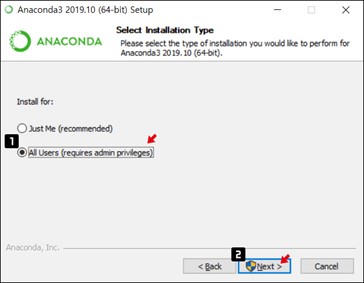 Anaconda3 2019.10 (64-bit) Setup
ANACONDA
Select Installation Type
Please select the type of installation you would like to perform for
Anaconda3 2019.10 (64-bit).
Install for:
Just Me (recommended)
1
All Users (requires admin privileges)
Anaconda, Inc.
2
< Back
Next >
Cancel